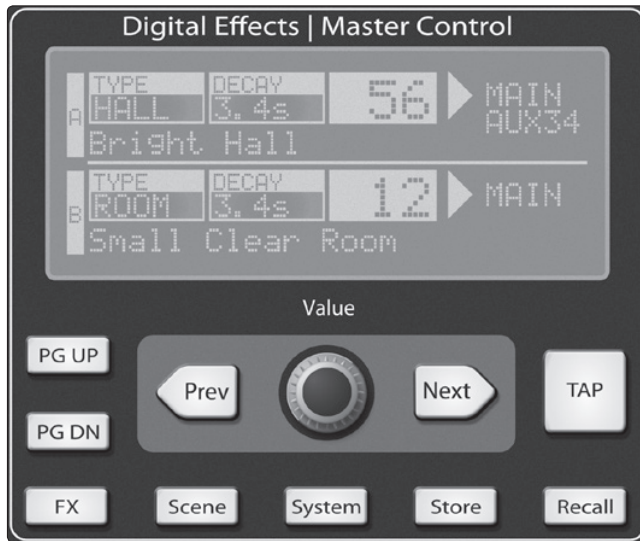 Digital Effects | Master Control
A
TYPE DECAY 56 MAIN
HALL 3.4s AUX34
Bright Hall
B
TYPE DECAY 12 MAIN
ROOM 3.4s
Small Clear Room
Value
PG UP
Prev Next TAP
PG DN
FX Scene System Store Recall